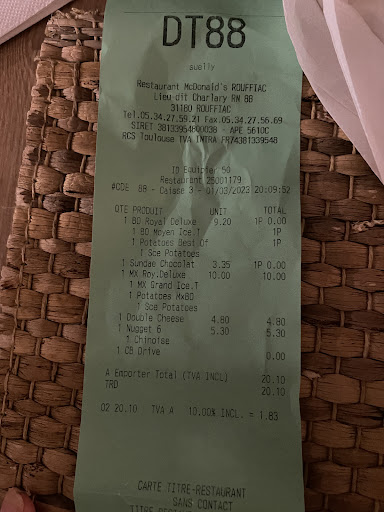 DT88
suelly
Restaurant McDonald's ROUFFIAC
Lieu dit Charlary RN 88
31180 ROUFFIAC
Tel.05.34.27.59.21 Fax.05.34.27.56.69
SIRET 38133954800038 - APE 5610C
RCS Toulouse TVA INTRA FR74381339548
ID Equipier 50
Restaurant 25001179
#CDE 88 - Caisse 3 - 01/03/2023 20:09:52
QTE PRODUIT UNIT TOTAL
1 BO Royal Deluxe 9.20 1P 0.00
1 BO Moyen Ice.T 1P
1 Potatoes Best Of 1P
1 Sce Potatoes
1 Sundae Chocolat 3.35 1P 0.00
1 MX Roy.Deluxe 10.00 10.00
1 MX Grand Ice.T
1 Potatoes MxBO
1 Sce Potatoes
1 Double Cheese 4.80 4.80
1 Nugget 6 5.30 5.30
1 Chinoise
1 CB Drive 0.00
A Emporter Total (TVA INCL) 20.10
TRD 20.10
02 20.10 TVA A 10.00% INCL. = 1.83
CARTE TITRE-RESTAURANT
SANS CONTACT